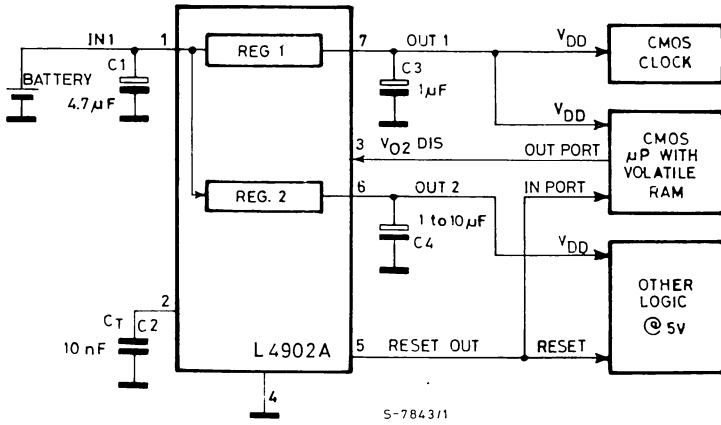 IN1
1
REG 1
7
OUT 1
VDD
CMOS
CLOCK
C1
BATTERY
4.7µF
C3
1µF
VDD
CMOS
µP WITH
VOLATILE
RAM
3
VO2 DIS
OUT PORT
IN PORT
REG. 2
6
OUT 2
1 to 10µF
C4
VDD
OTHER
LOGIC
@ 5V
2
CT
C2
10 nF
L4902A
5
RESET OUT
RESET
4
S-7843/1